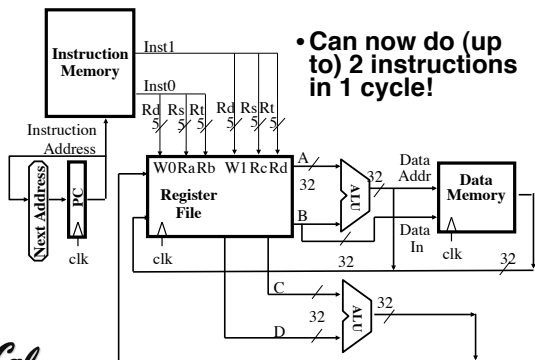 • Can now do (up
to) 2 instructions
in 1 cycle!
Instruction
Memory
Inst1
Inst0
Rd Rs Rt
5 5 5
Rd Rs Rt
5 5 5
Instruction
Address
Next Address
PC
clk
W0RaRb W1 RcRd
Register
File
clk
A
32
B
ALU
32
Data
Addr
Data
In
Data
Memory
clk
32
32
C
32
D
32
ALU
32
Cal